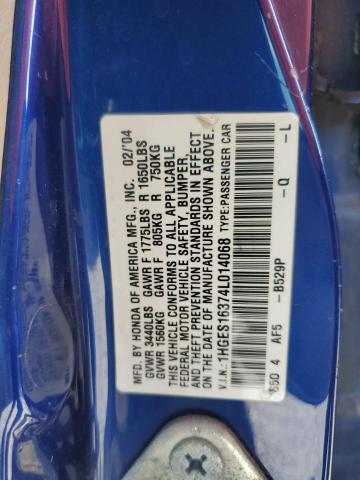 MFD. BY HONDA OF AMERICA MFG., INC. 02/'04
GVWR 3440LBS GAWR F 1775LBS R 1650LBS
GVWR 1560KG GAWR F 805KG R 750KG
THIS VEHICLE CONFORMS TO ALL APPLICABLE
FEDERAL MOTOR VEHICLE SAFETY, BUMPER,
AND THEFT PREVENTION STANDARDS IN EFFECT
ON THE DATE OF MANUFACTURE SHOWN ABOVE.
V.I.N.: 1HGES16374L014068 TYPE:PASSENGER CAR
S5D 4 AF5 - B529P - Q - L